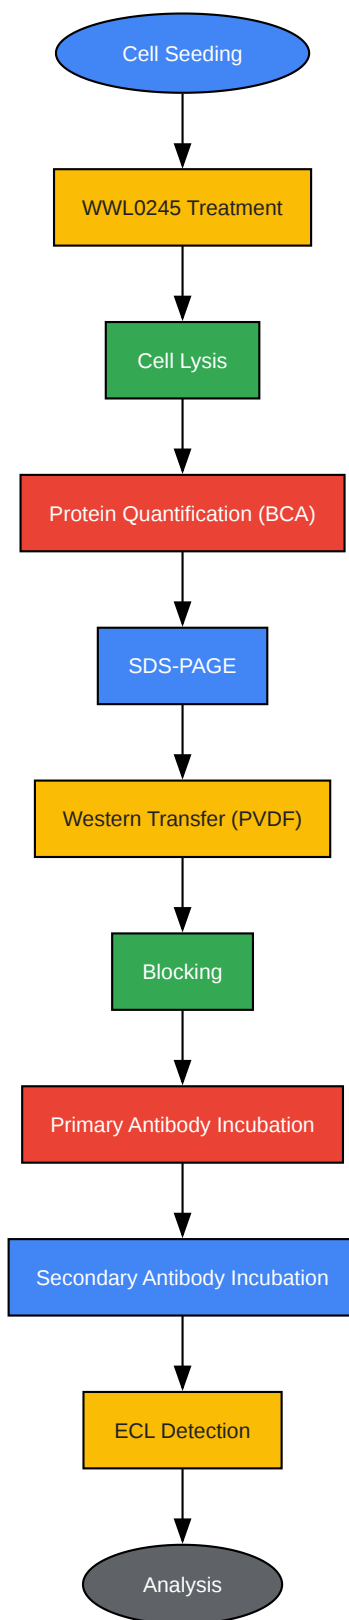 Cell Seeding
WWL0245 Treatment
Cell Lysis
Protein Quantification (BCA)
SDS-PAGE
Western Transfer (PVDF)
Blocking
Primary Antibody Incubation
Secondary Antibody Incubation
ECL Detection
Analysis